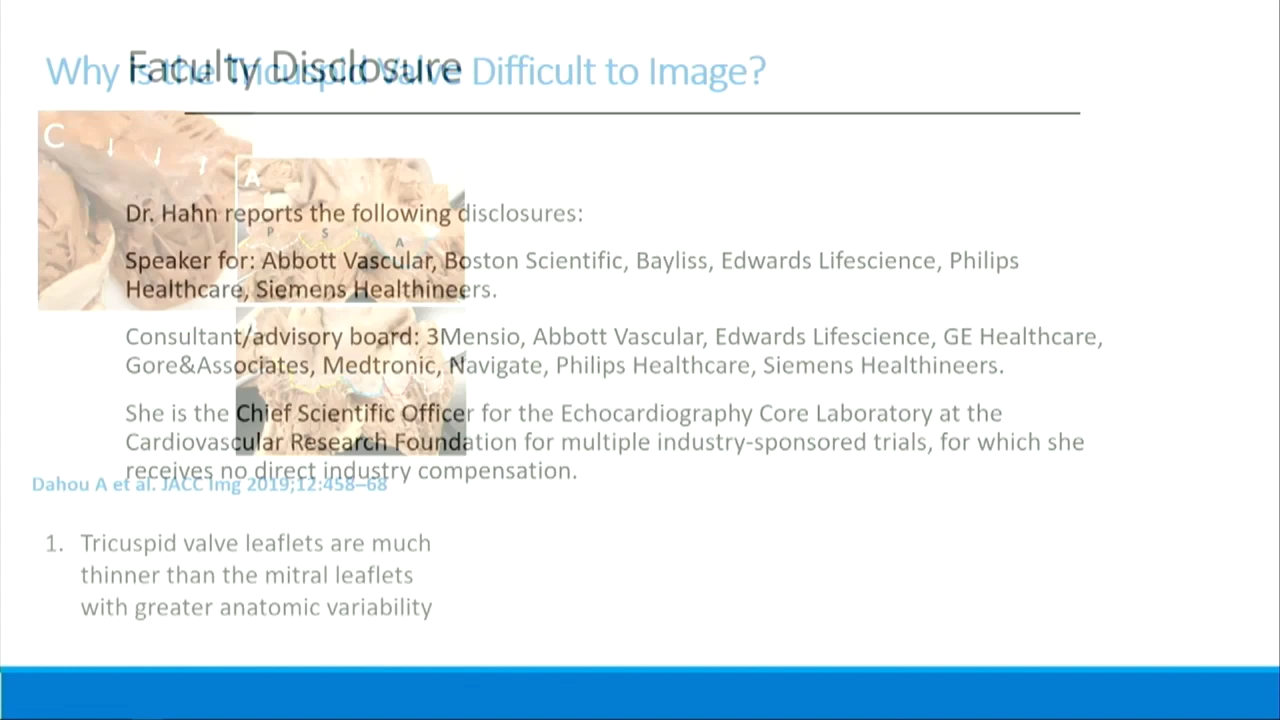 Faculty Disclosure
Why Is the Tricuspid Valve Difficult to Image?
C
A
Dr. Hahn reports the following disclosures:
P S A
Speaker for: Abbott Vascular, Boston Scientific, Bayliss, Edwards Lifescience, Philips
Healthcare, Siemens Healthineers.
Consultant/advisory board: 3Mensio, Abbott Vascular, Edwards Lifescience, GE Healthcare,
Gore&Associates, Medtronic, Navigate, Philips Healthcare, Siemens Healthineers.
She is the Chief Scientific Officer for the Echocardiography Core Laboratory at the
Cardiovascular Research Foundation for multiple industry-sponsored trials, for which she
receives no direct industry compensation.
Dahou A et al. JACC Img 2019;12:458–68
1. Tricuspid valve leaflets are much
thinner than the mitral leaflets
with greater anatomic variability